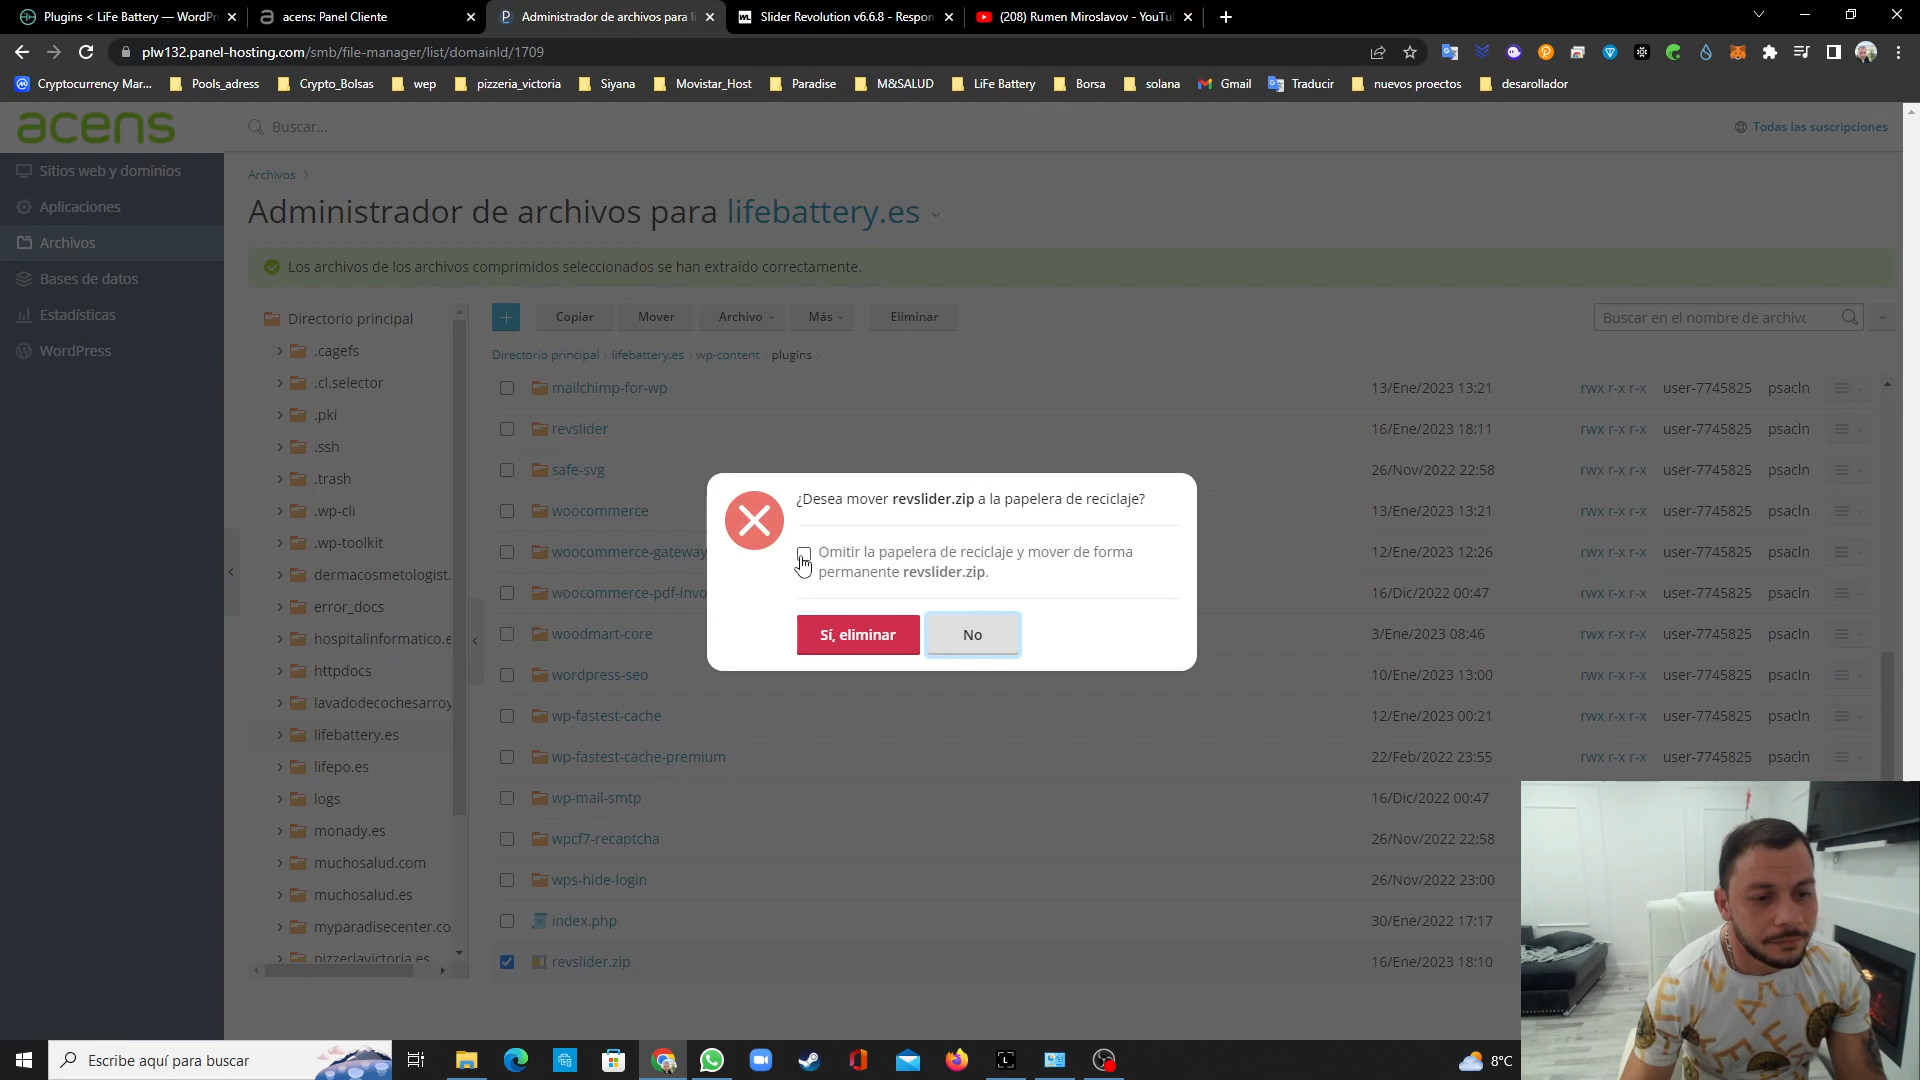 Plugins < LiFe Battery — WordPr
acens: Panel Cliente
Administrador de archivos para li
Slider Revolution v6.6.8 - Respon
(208) Rumen Miroslavov - YouTu
plw132.panel-hosting.com/smb/file-manager/list/domainId/1709
Cryptocurrency Mar...
Pools_adress
Crypto_Bolsas
wep
pizzeria_victoria
Siyana
Movistar_Host
Paradise
M&SALUD
LiFe Battery
Borsa
solana
Gmail
Traducir
nuevos proectos
desarollador
acens
Buscar...
Todas las suscripciones
Sitios web y dominios
Aplicaciones
Archivos
Bases de datos
Estadísticas
WordPress
Archivos >
Administrador de archivos para lifebattery.es
Los archivos de los archivos comprimidos seleccionados se han extraído correctamente.
Directorio principal
.cagefs
.cl.selector
.pki
.ssh
.trash
.wp-cli
.wp-toolkit
dermacosmetologist.
error_docs
hospitalinformatico.e
httpdocs
lavadodecochesarroy
lifebattery.es
lifepo.es
logs
monady.es
muchosalud.com
muchosalud.es
myparadisecenter.co
pizzeriavictoria.es
+ Copiar Mover Archivo Más Eliminar
Buscar en el nombre de archivo
Directorio principal > lifebattery.es > wp-content > plugins >
mailchimp-for-wp 13/Ene/2023 13:21 rwx r-x r-x user-7745825 psacln
revslider 16/Ene/2023 18:11 rwx r-x r-x user-7745825 psacln
safe-svg 26/Nov/2022 22:58 rwx r-x r-x user-7745825 psacln
woocommerce 13/Ene/2023 13:21 rwx r-x r-x user-7745825 psacln
woocommerce-gateway 12/Ene/2023 12:26 rwx r-x r-x user-7745825 psacln
woocommerce-pdf-invo 16/Dic/2022 00:47 rwx r-x r-x user-7745825 psacln
woodmart-core 3/Ene/2023 08:46 rwx r-x r-x user-7745825 psacln
wordpress-seo 10/Ene/2023 13:00 rwx r-x r-x user-7745825 psacln
wp-fastest-cache 12/Ene/2023 00:21 rwx r-x r-x user-7745825 psacln
wp-fastest-cache-premium 22/Feb/2022 23:55 rwx r-x r-x user-7745825 psacln
wp-mail-smtp 16/Dic/2022 00:47
wpcf7-recaptcha 26/Nov/2022 22:58
wps-hide-login 26/Nov/2022 23:00
index.php 30/Ene/2022 17:17
revslider.zip 16/Ene/2023 18:10
¿Desea mover revslider.zip a la papelera de reciclaje?
Omitir la papelera de reciclaje y mover de forma
permanente revslider.zip.
Sí, eliminar
No
Escribe aquí para buscar
8°C